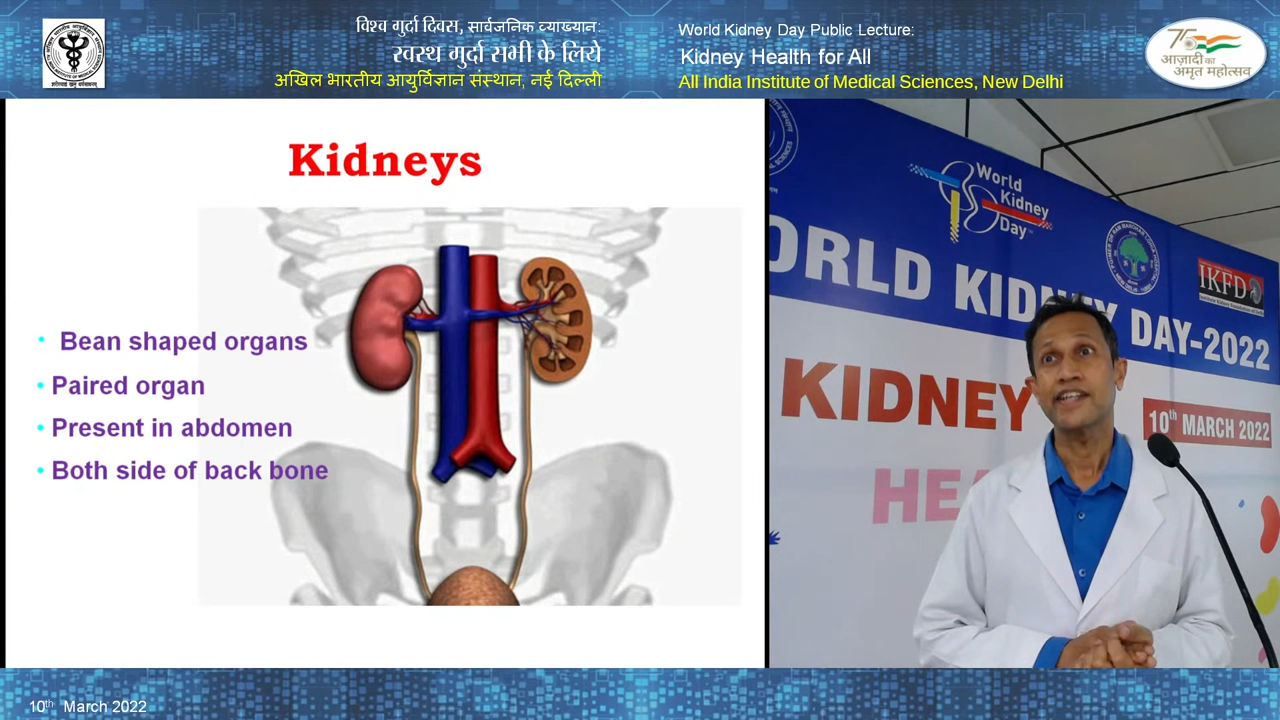 विश्व गुर्दा दिवस, सार्वजनिक व्याख्यान:
स्वस्थ गुर्दा सभी के लिये
अखिल भारतीय आयुर्विज्ञान संस्थान, नई दिल्ली
World Kidney Day Public Lecture:
Kidney Health for All
All India Institute of Medical Sciences, New Delhi
आज़ादी का
अमृत महोत्सव
Kidneys
Bean shaped organs
Paired organ
Present in abdomen
Both side of back bone
World
Kidney
Day
IKFD
ORLD KIDNEY DAY-2022
KIDNEY
10th MARCH 2022
HEA
10th March 2022